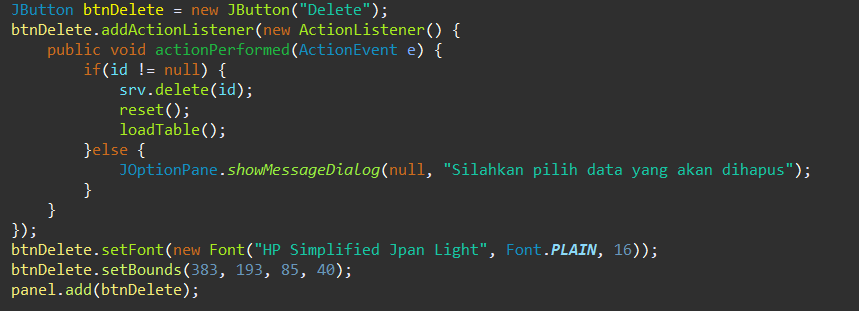 JButton btnDelete = new JButton("Delete");
btnDelete.addActionListener(new ActionListener() {
    public void actionPerformed(ActionEvent e) {
        if(id != null) {
            srv.delete(id);
            reset();
            loadTable();
        }else {
            JOptionPane.showMessageDialog(null, "Silahkan pilih data yang akan dihapus");
        }
    }
});
btnDelete.setFont(new Font("HP Simplified Jpan Light", Font.PLAIN, 16));
btnDelete.setBounds(383, 193, 85, 40);
panel.add(btnDelete);